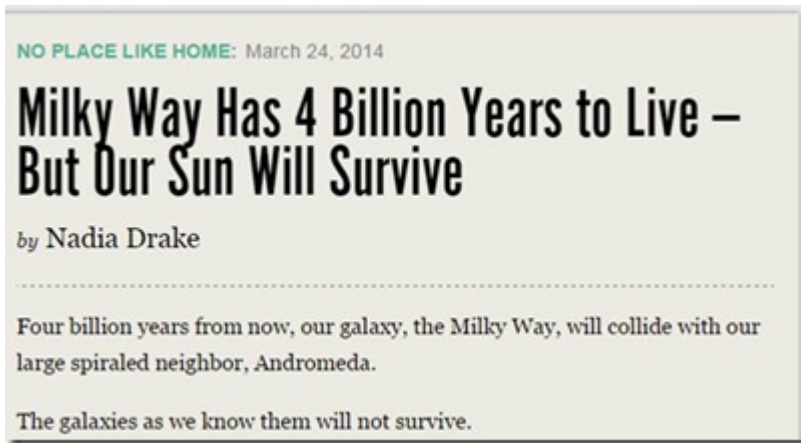 NO PLACE LIKE HOME: March 24, 2014
Milky Way Has 4 Billion Years to Live –
But Our Sun Will Survive
by Nadia Drake
Four billion years from now, our galaxy, the Milky Way, will collide with our
large spiraled neighbor, Andromeda.
The galaxies as we know them will not survive.